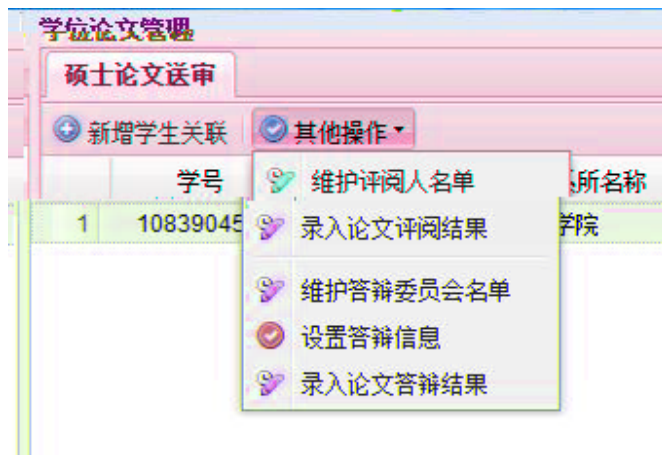 学位论文管理
硕士论文送审
新增学生关联 其他操作
学号 所名称
1 10839045 学院
维护评阅人名单
录入论文评阅结果
维护答辩委员会名单
设置答辩信息
录入论文答辩结果